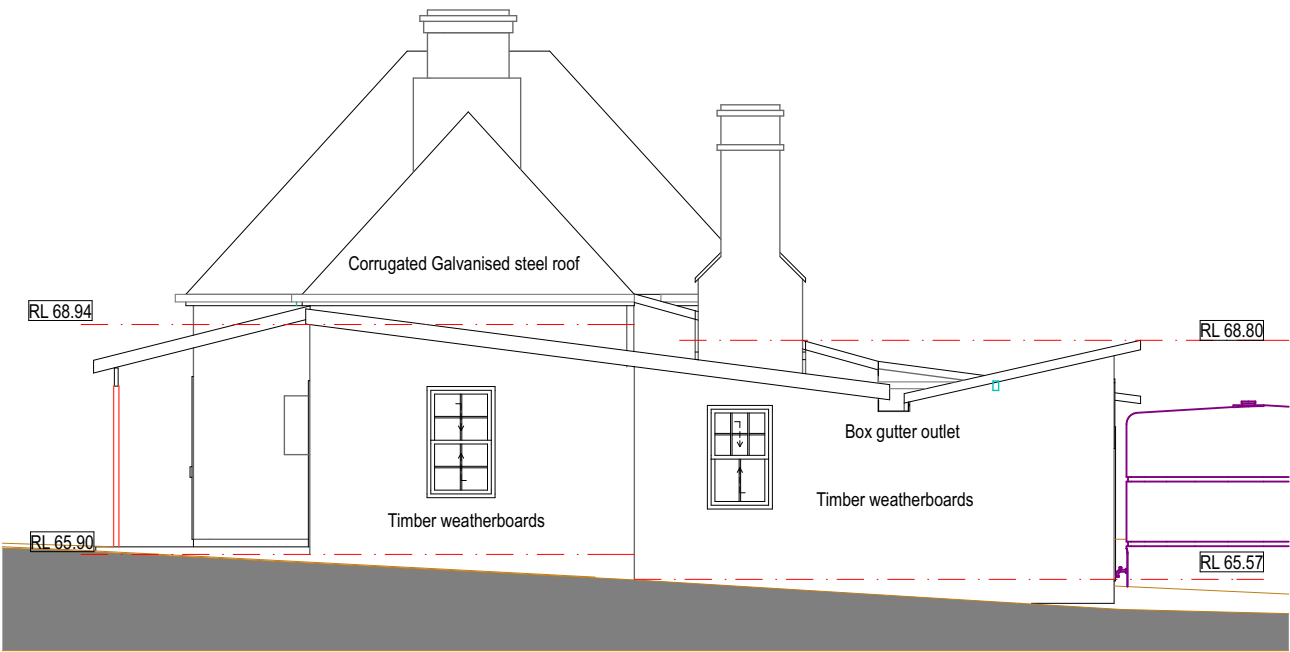 Corrugated Galvanised steel roof
RL 68.94
RL 68.80
Box gutter outlet
Timber weatherboards
Timber weatherboards
RL 65.90
RL 65.57